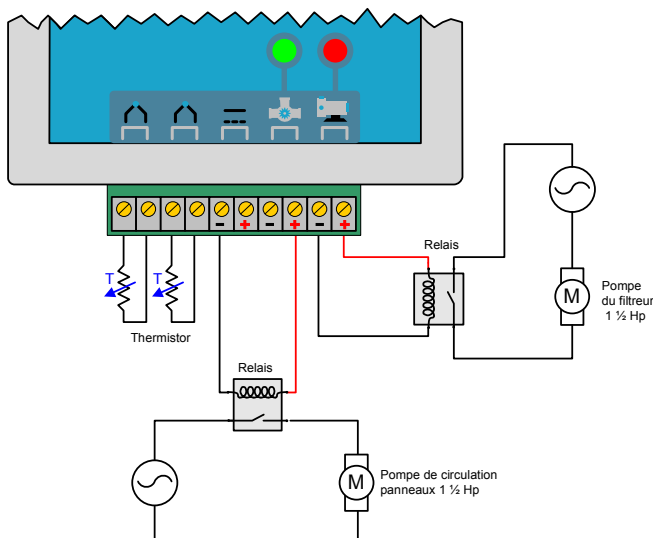 - + - + - +
T
T
Thermistor
Relais
M
Pompe
du filtreur
1 ½ Hp
Relais
M
Pompe de circulation
panneaux 1 ½ Hp